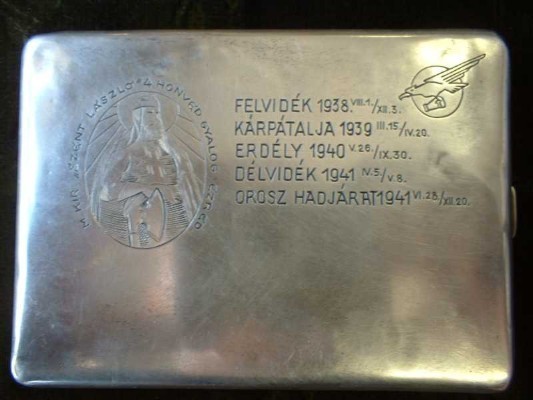 M. KIR. SZENT LÁSZLÓ 4 HONVÉD GYALOG EZRED
FELVIDÉK 1938. VIII.1./XII.3.
KÁRPÁTALJA 1939 III.15/IV.20.
ERDÉLY 1940 V.26./IX.30.
DÉLVIDÉK 1941 IV.5/V.8.
OROSZ HADJÁRAT 1941 VI.28/XII.20.